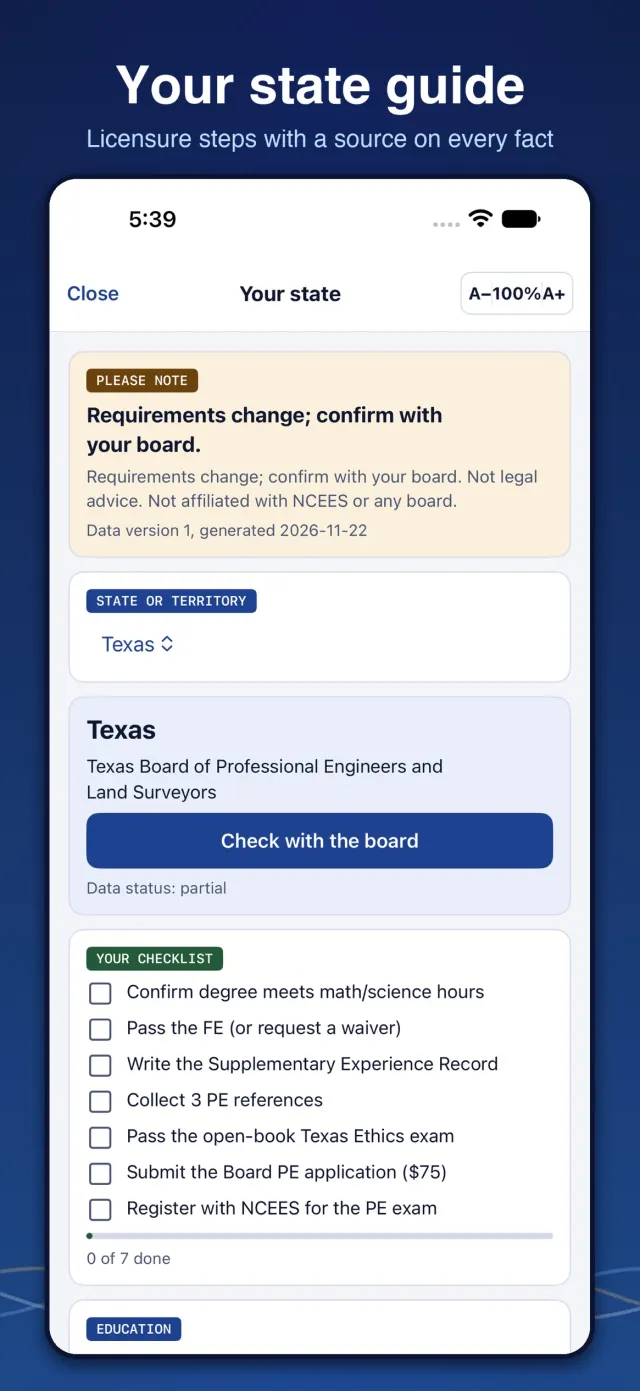 Your state guide
Licensure steps with a source on every fact
5:39
Close
Your state
A–100%A+
PLEASE NOTE
Requirements change; confirm with
your board.
Requirements change; confirm with your board. Not legal
advice. Not affiliated with NCEES or any board.
Data version 1, generated 2026-11-22
STATE OR TERRITORY
Texas
Texas
Texas Board of Professional Engineers and
Land Surveyors
Check with the board
Data status: partial
YOUR CHECKLIST
Confirm degree meets math/science hours
Pass the FE (or request a waiver)
Write the Supplementary Experience Record
Collect 3 PE references
Pass the open-book Texas Ethics exam
Submit the Board PE application ($75)
Register with NCEES for the PE exam
0 of 7 done
EDUCATION